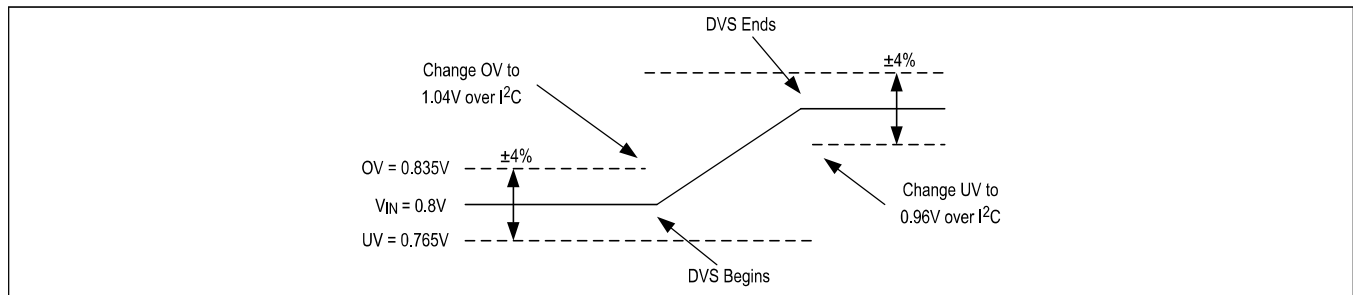 DVS Ends
±4%
Change OV to
1.04V over I²C
±4%
OV = 0.835V
VIN = 0.8V
UV = 0.765V
Change UV to
0.96V over I²C
DVS Begins